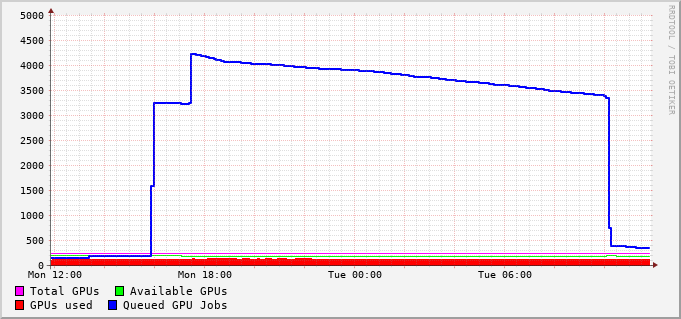 5000
4500
4000
3500
3000
2500
2000
1500
1000
500
0
Mon 12:00 Mon 18:00 Tue 00:00 Tue 06:00
Total GPUs Available GPUs
GPUs used Queued GPU Jobs
RRDTOOL / TOBI OETIKER